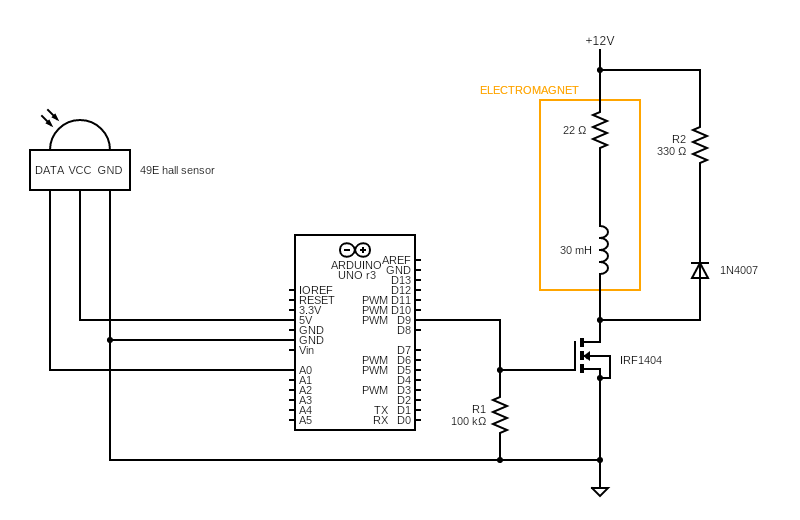 +12V
ELECTROMAGNET
22 Ω
R2
330 Ω
DATA VCC GND
49E hall sensor
30 mH
1N4007
ARDUINO
UNO r3
AREF
GND
D13
IOREF D12
RESET PWM D11
3.3V PWM D10
5V PWM D9
GND D8
GND
Vin D7
PWM D6
A0 PWM D5
A1 D4
A2 PWM D3
A3 D2
A4 TX D1
A5 RX D0
IRF1404
R1
100 kΩ